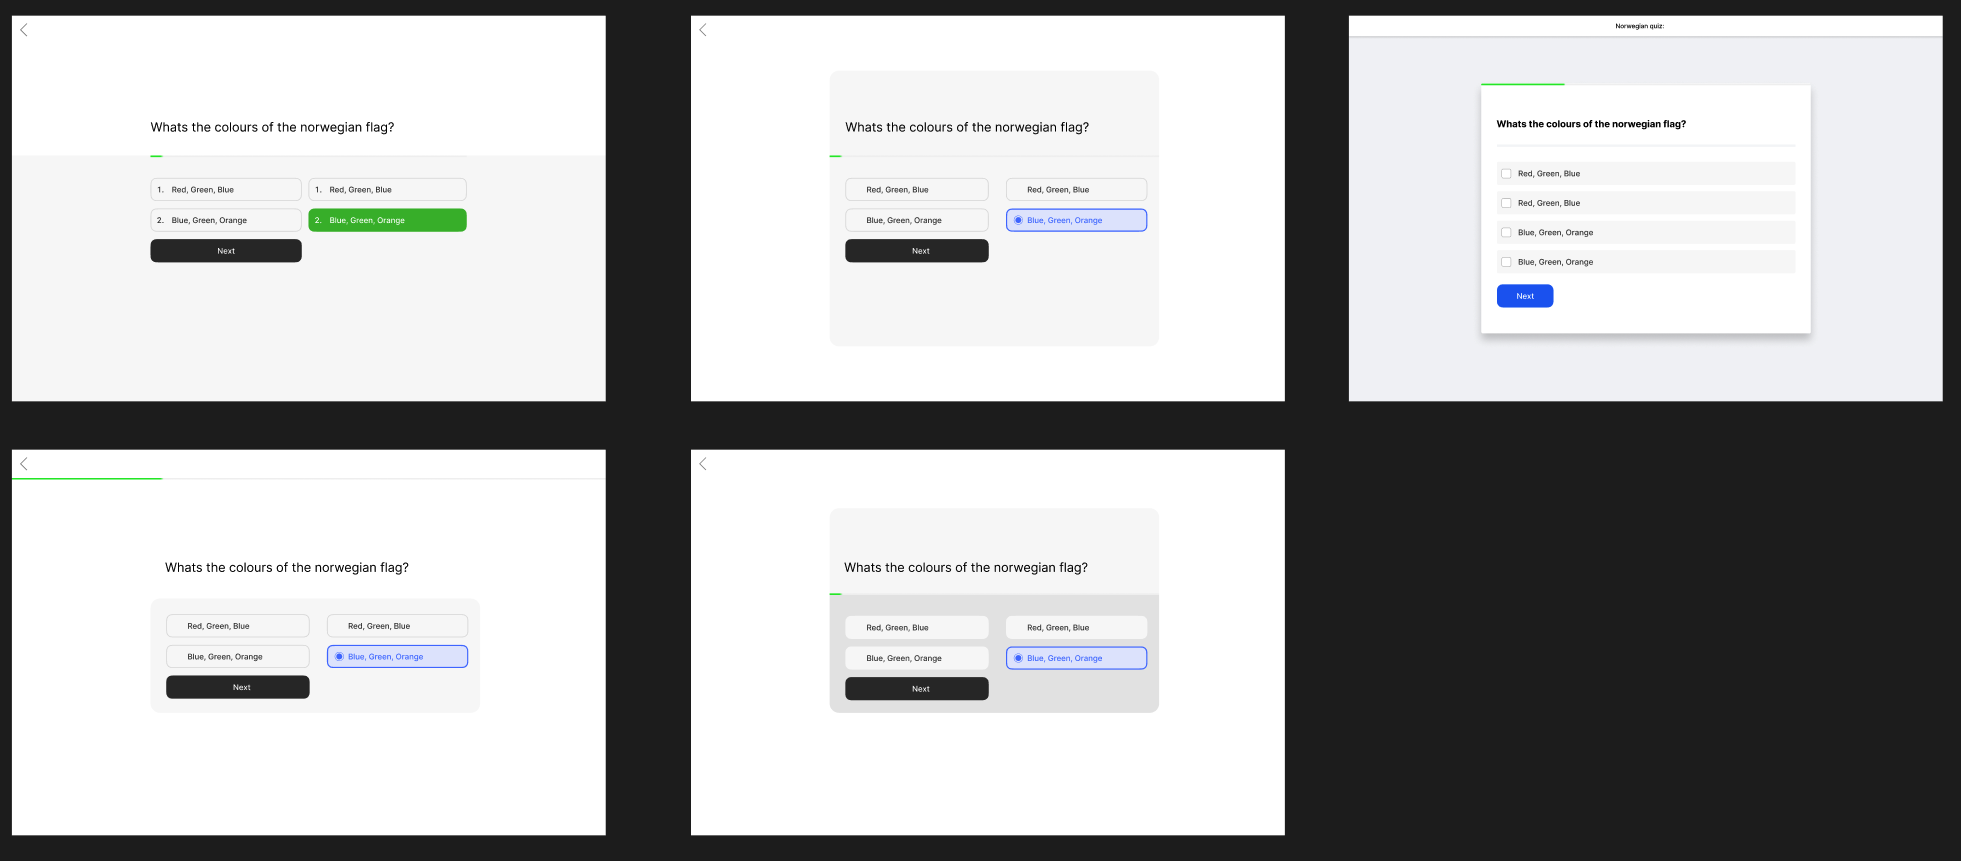 Whats the colours of the norwegian flag?
1. Red, Green, Blue
1. Red, Green, Blue
2. Blue, Green, Orange
2. Blue, Green, Orange
Next
Whats the colours of the norwegian flag?
Red, Green, Blue
Red, Green, Blue
Blue, Green, Orange
Blue, Green, Orange
Next
Norwegian quiz:
Whats the colours of the norwegian flag?
Red, Green, Blue
Red, Green, Blue
Blue, Green, Orange
Blue, Green, Orange
Next
Whats the colours of the norwegian flag?
Red, Green, Blue
Red, Green, Blue
Blue, Green, Orange
Blue, Green, Orange
Next
Whats the colours of the norwegian flag?
Red, Green, Blue
Red, Green, Blue
Blue, Green, Orange
Blue, Green, Orange
Next